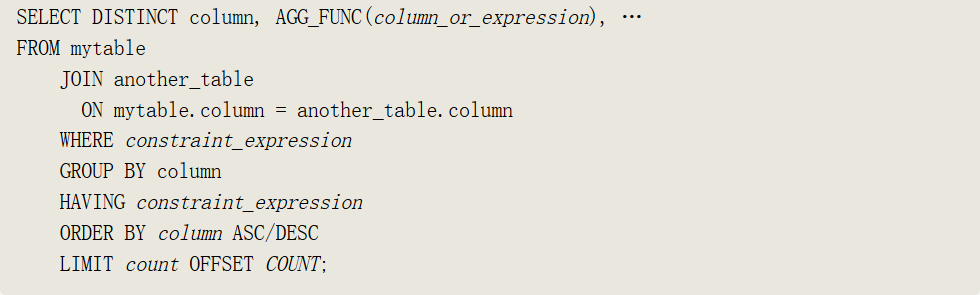 SELECT DISTINCT column, AGG_FUNC(column_or_expression), …
FROM mytable
JOIN another_table
ON mytable.column = another_table.column
WHERE constraint_expression
GROUP BY column
HAVING constraint_expression
ORDER BY column ASC/DESC
LIMIT count OFFSET COUNT;